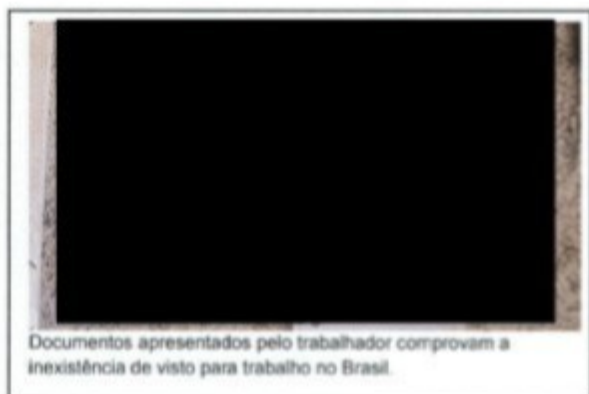 Documentos apresentados pelo trabalhador comprovam a
inexistência de visto para trabalho no Brasil.